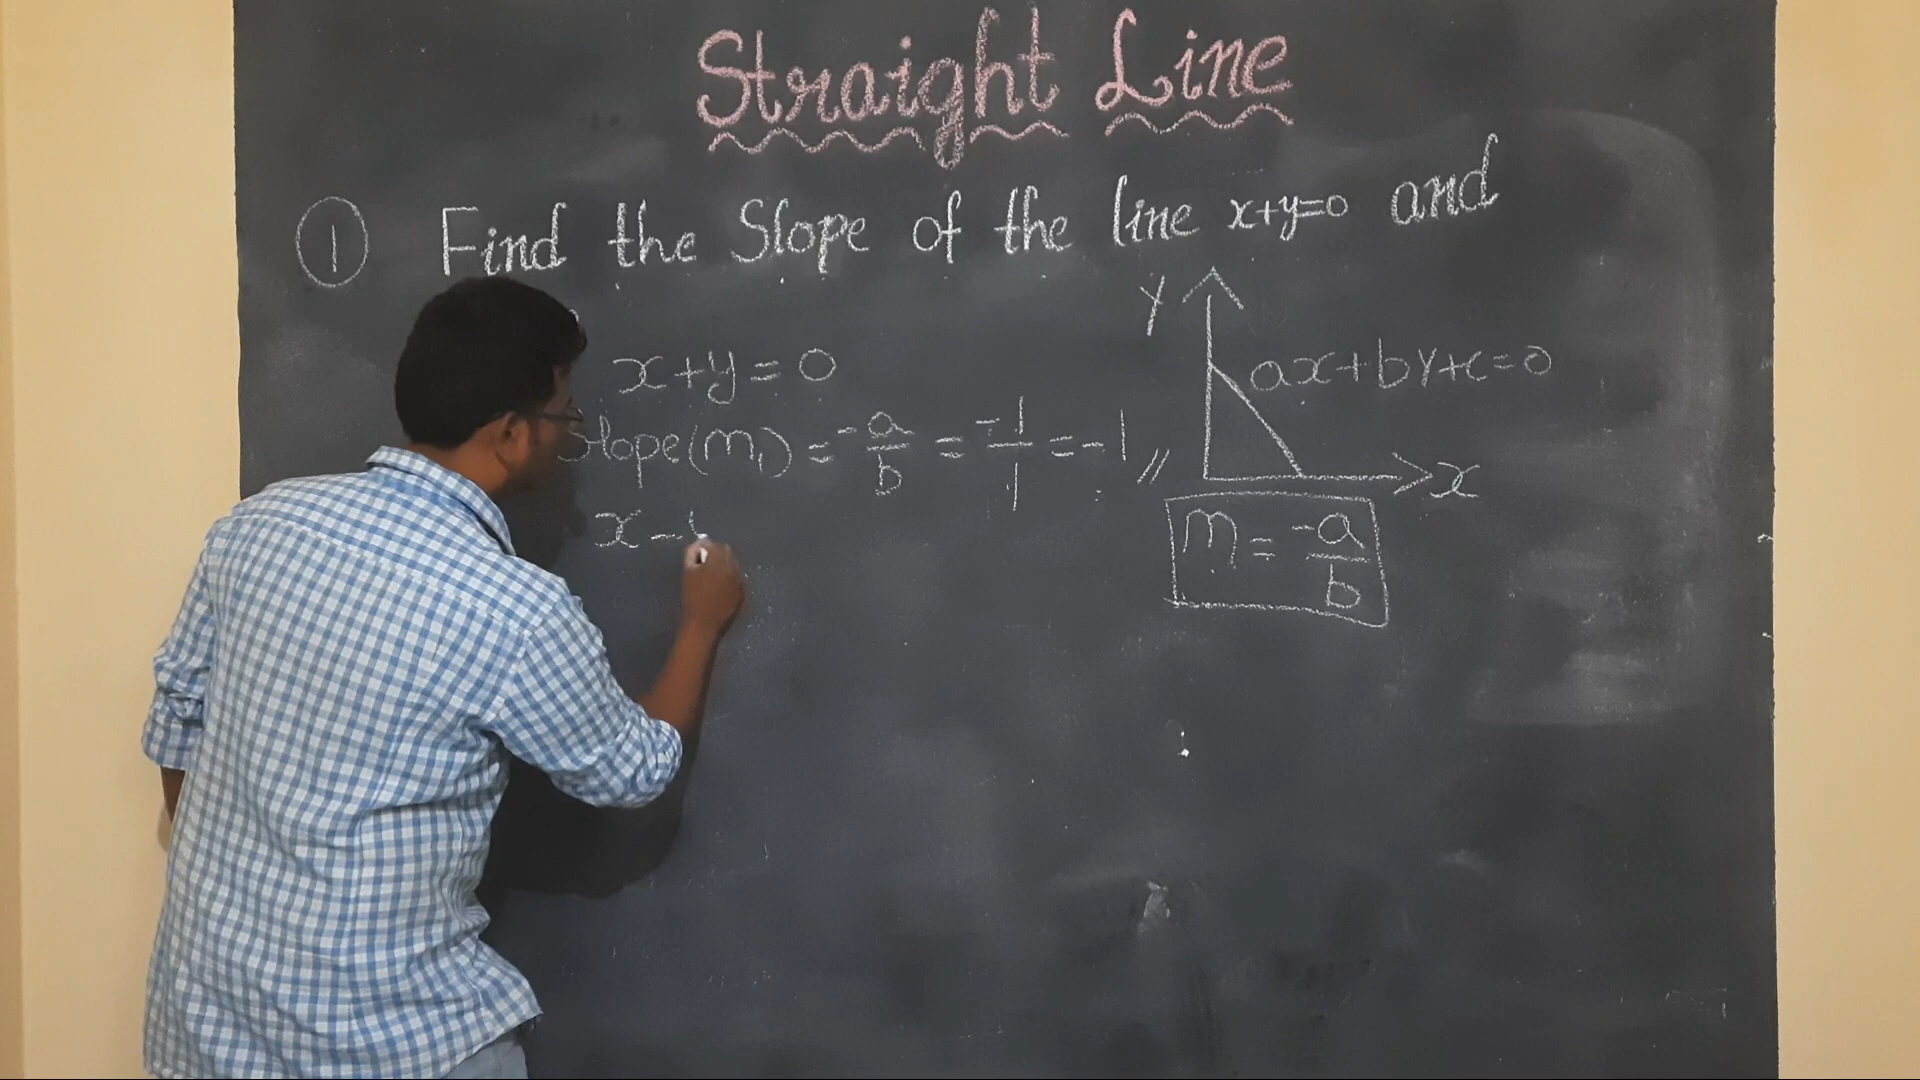 Straight Line
① Find the Slope of the line x+y=0 and
x+y=0
Slope(m₁) = -a/b = -1/1 = -1 //
x -
Y
ax+by+c=0
x
m = -a/b